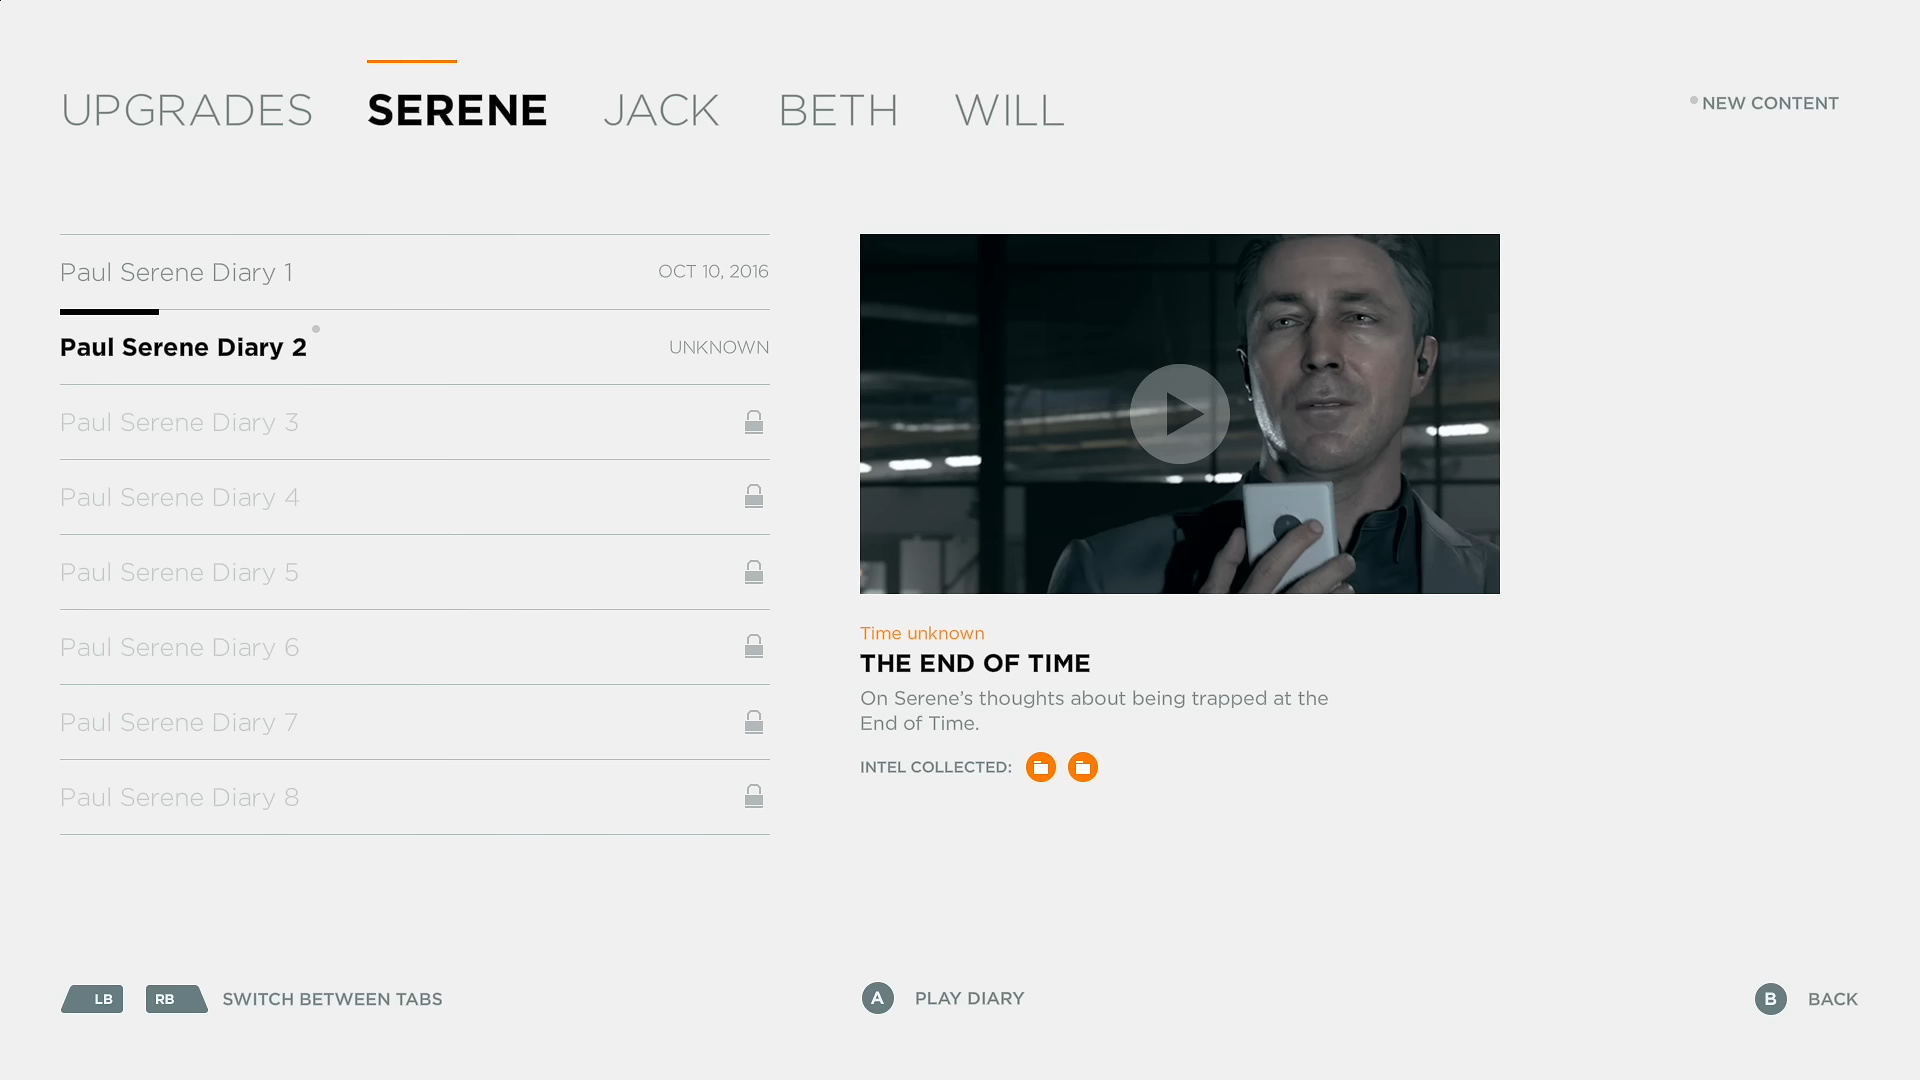 UPGRADES SERENE JACK BETH WILL
NEW CONTENT
Paul Serene Diary 1 OCT 10, 2016
Paul Serene Diary 2 UNKNOWN
Paul Serene Diary 3
Paul Serene Diary 4
Paul Serene Diary 5
Paul Serene Diary 6
Paul Serene Diary 7
Paul Serene Diary 8
Time unknown
THE END OF TIME
On Serene’s thoughts about being trapped at the
End of Time.
INTEL COLLECTED:
LB RB SWITCH BETWEEN TABS
A PLAY DIARY
B BACK